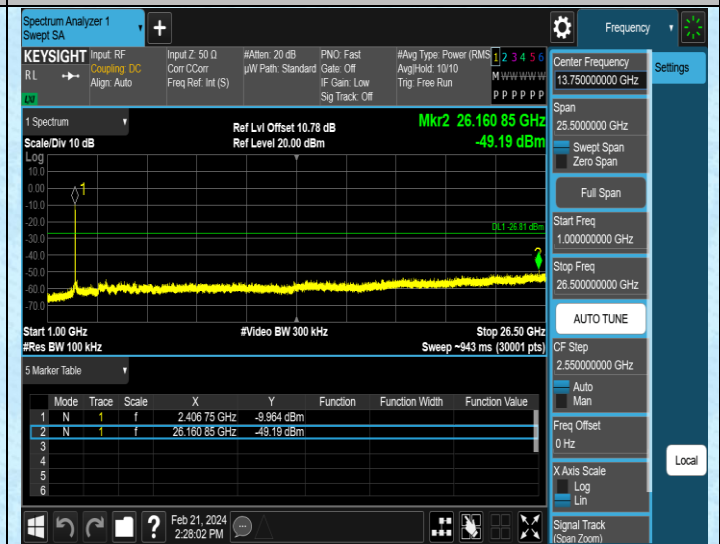 Spectrum Analyzer 1
Swept SA
Frequency
KEYSIGHT Input: RF
Coupling: DC
Align: Auto
RL
LXI
Input Z: 50 Ω
Corr CCorr
Freq Ref: Int (S)
#Atten: 20 dB
µW Path: Standard
PNO: Fast
Gate: Off
IF Gain: Low
Sig Track: Off
#Avg Type: Power (RMS
Avg|Hold: 10/10
Trig: Free Run
1 2 3 4 5 6
M W W W W W
P P P P P P
Center Frequency
13.750000000 GHz
Settings
1 Spectrum
Scale/Div 10 dB
Ref Lvl Offset 10.78 dB
Ref Level 20.00 dBm
Mkr2 26.160 85 GHz
-49.19 dBm
Log
10.0
0.00
-10.0
-20.0
-30.0
-40.0
-50.0
-60.0
-70.0
1
DL1 -26.81 dBm
2
Start 1.00 GHz
#Res BW 100 kHz
#Video BW 300 kHz
Stop 26.50 GHz
Sweep ~943 ms (30001 pts)
Span
25.5000000 GHz
Swept Span
Zero Span
Full Span
Start Freq
1.000000000 GHz
Stop Freq
26.500000000 GHz
AUTO TUNE
CF Step
2.550000000 GHz
Auto
Man
Freq Offset
0 Hz
X Axis Scale
Log
Lin
Signal Track
(Span Zoom)
Local
5 Marker Table
Mode Trace Scale X Y Function Function Width Function Value
1 N 1 f 2.406 75 GHz -9.964 dBm
2 N 1 f 26.160 85 GHz -49.19 dBm
3
4
5
6
?
Feb 21, 2024
2:28:02 PM